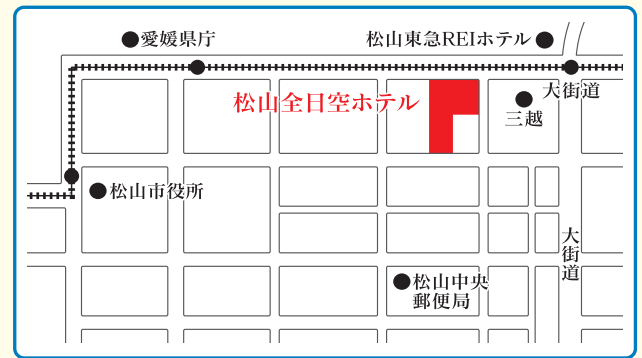 愛媛県庁
松山東急REIホテル
大街道
松山全日空ホテル
三越
松山市役所
大街道
松山中央
郵便局